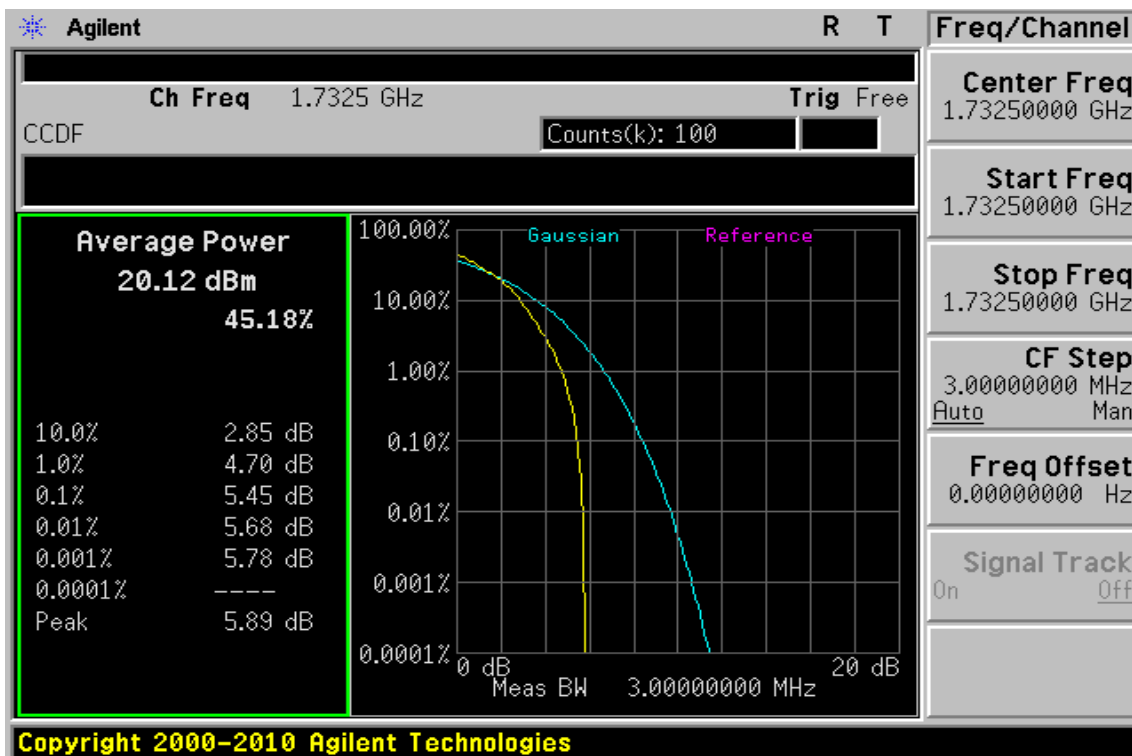 Agilent R T
Ch Freq 1.7325 GHz Trig Free
CCDF Counts(k): 100
Average Power
20.12 dBm
45.18%
10.0% 2.85 dB
1.0% 4.70 dB
0.1% 5.45 dB
0.01% 5.68 dB
0.001% 5.78 dB
0.0001% ----
Peak 5.89 dB
Gaussian Reference
100.00%
10.00%
1.00%
0.10%
0.01%
0.001%
0.0001%
0 dB 20 dB
Meas BW 3.00000000 MHz
Freq/Channel
Center Freq
1.73250000 GHz
Start Freq
1.73250000 GHz
Stop Freq
1.73250000 GHz
CF Step
3.00000000 MHz
Auto Man
Freq Offset
0.00000000 Hz
Signal Track
On Off
Copyright 2000-2010 Agilent Technologies